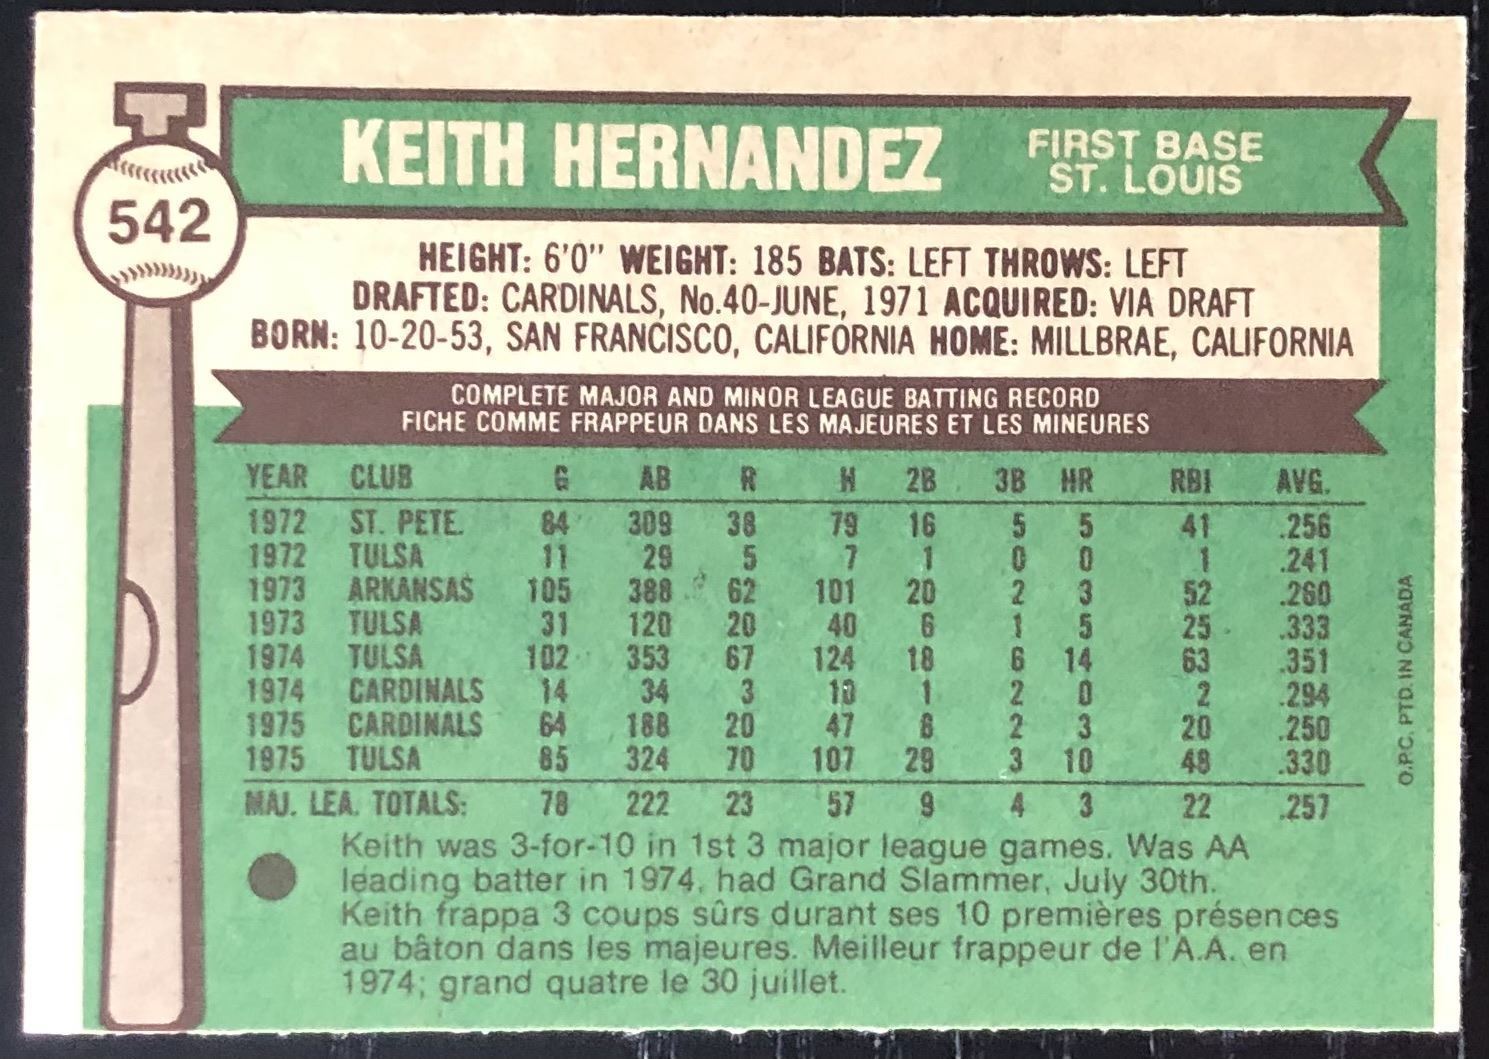 542
KEITH HERNANDEZ
FIRST BASE
ST. LOUIS
HEIGHT: 6'0" WEIGHT: 185 BATS: LEFT THROWS: LEFT
DRAFTED: CARDINALS, No.40-JUNE, 1971 ACQUIRED: VIA DRAFT
BORN: 10-20-53, SAN FRANCISCO, CALIFORNIA HOME: MILLBRAE, CALIFORNIA
COMPLETE MAJOR AND MINOR LEAGUE BATTING RECORD
FICHE COMME FRAPPEUR DANS LES MAJEURES ET LES MINEURES
YEAR CLUB G AB R H 2B 3B HR RBI AVG.
1972 ST. PETE. 84 309 38 79 16 5 5 41 .256
1972 TULSA 11 29 5 7 1 0 0 1 .241
1973 ARKANSAS 105 388 62 101 20 2 3 52 .260
1973 TULSA 31 120 20 40 6 1 5 25 .333
1974 TULSA 102 353 67 124 18 6 14 63 .351
1974 CARDINALS 14 34 3 10 1 2 0 2 .294
1975 CARDINALS 64 188 20 47 8 2 3 20 .250
1975 TULSA 85 324 70 107 29 3 10 48 .330
MAJ. LEA. TOTALS: 78 222 23 57 9 4 3 22 .257
Keith was 3-for-10 in 1st 3 major league games. Was AA
leading batter in 1974, had Grand Slammer, July 30th.
Keith frappa 3 coups sûrs durant ses 10 premières présences
au bâton dans les majeures. Meilleur frappeur de l'A.A. en
1974; grand quatre le 30 juillet.
O.P.C. PTD. IN CANADA